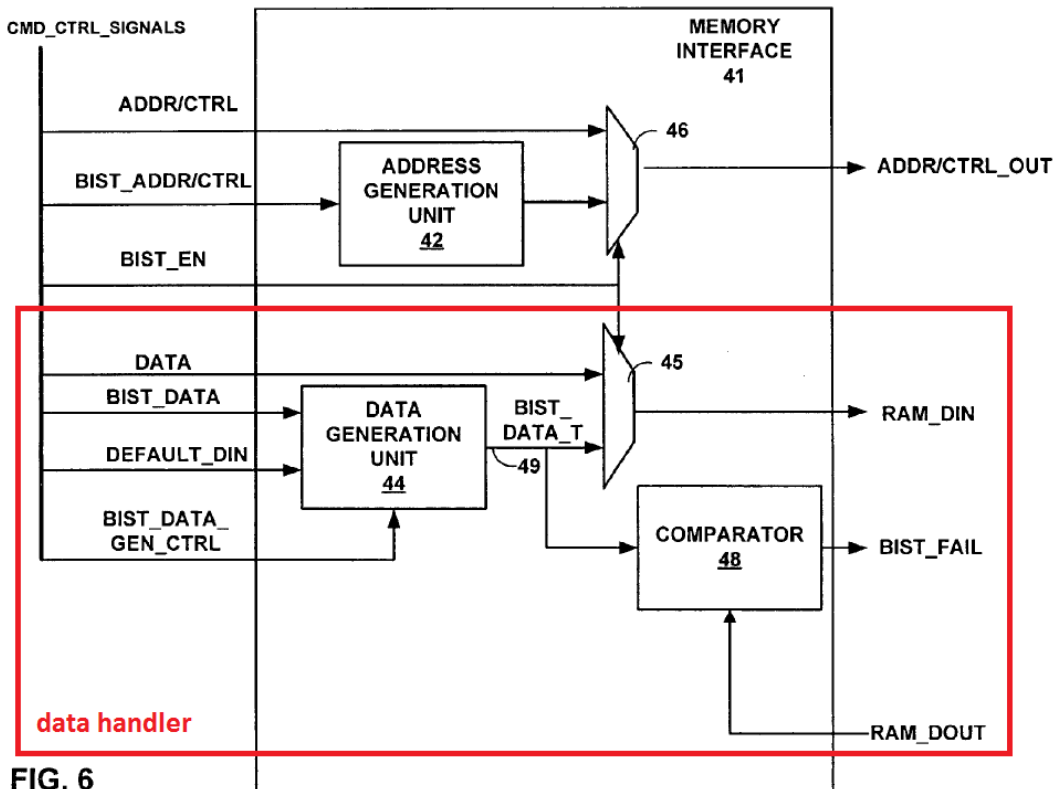 CMD_CTRL_SIGNALS
MEMORY
INTERFACE
41
ADDR/CTRL
46
ADDRESS
GENERATION
UNIT
42
BIST_ADDR/CTRL
ADDR/CTRL_OUT
BIST_EN
DATA
45
BIST_DATA
DATA
GENERATION
UNIT
44
BIST_
DATA_T
49
RAM_DIN
DEFAULT_DIN
BIST_DATA_
GEN_CTRL
COMPARATOR
48
BIST_FAIL
data handler
RAM_DOUT
FIG. 6